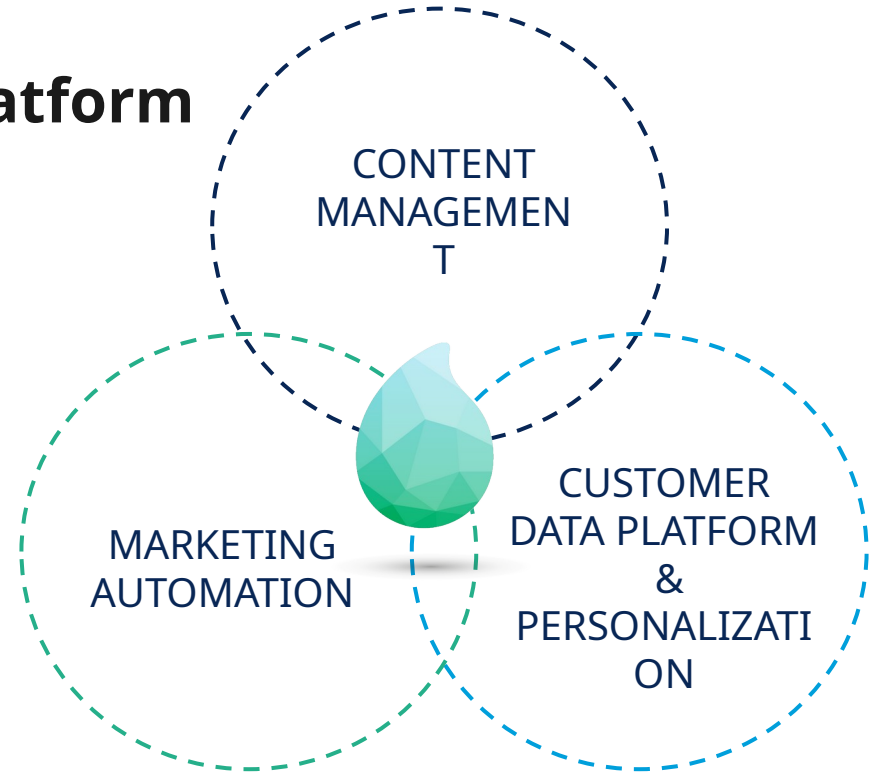 atform
CONTENT
MANAGEMEN
T
MARKETING
AUTOMATION
CUSTOMER
DATA PLATFORM
&
PERSONALIZATI
ON